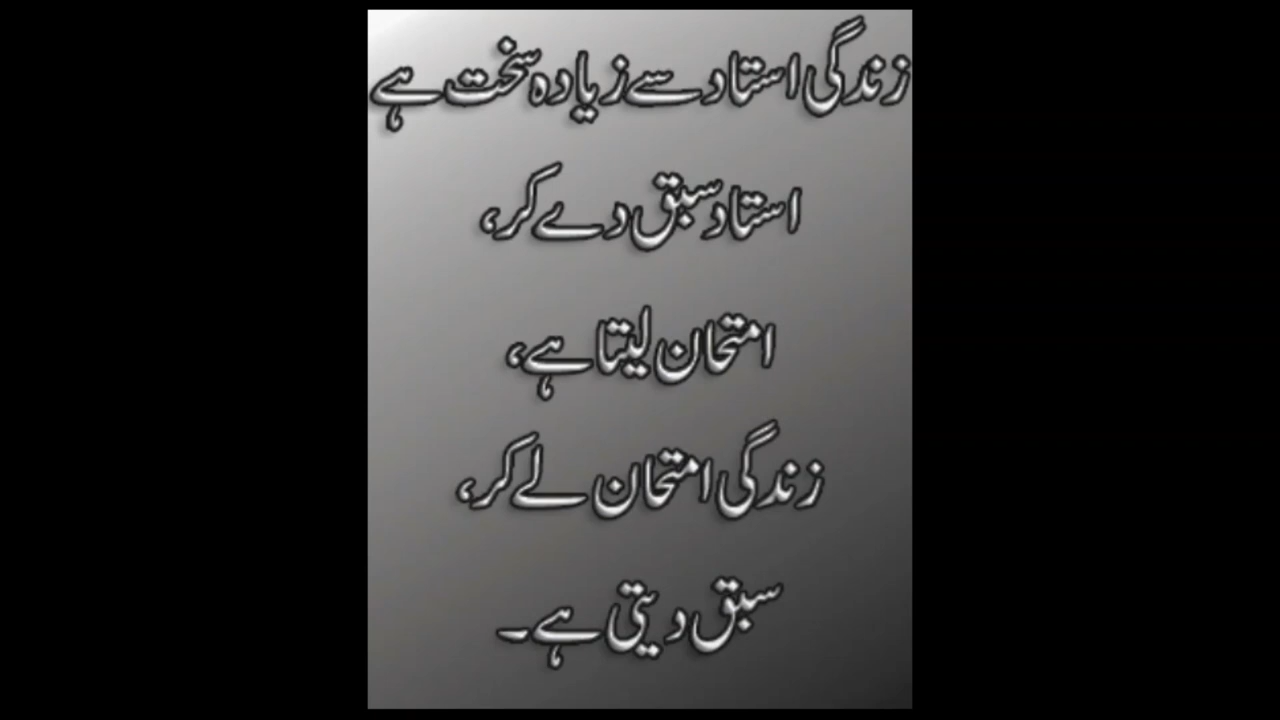 زندگی استاد سے زیادہ سخت ہے
استاد سبق دے کر،
امتحان لیتا ہے،
زندگی امتحان لے کر،
سبق دیتی ہے۔